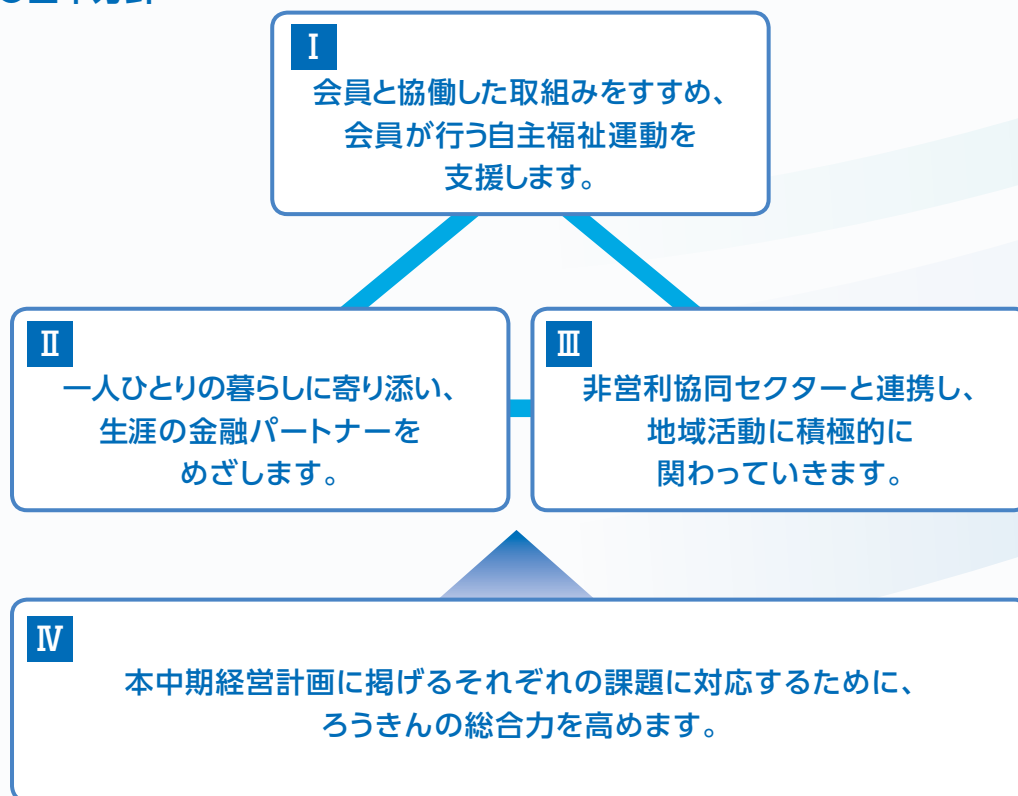 Ⅰ
会員と協働した取組みをすすめ、
会員が行う自主福祉運動を
支援します。
Ⅱ
一人ひとりの暮らしに寄り添い、
生涯の金融パートナーを
めざします。
Ⅲ
非営利協同セクターと連携し、
地域活動に積極的に
関わっていきます。
Ⅳ
本中期経営計画に掲げるそれぞれの課題に対応するために、
ろうきんの総合力を高めます。